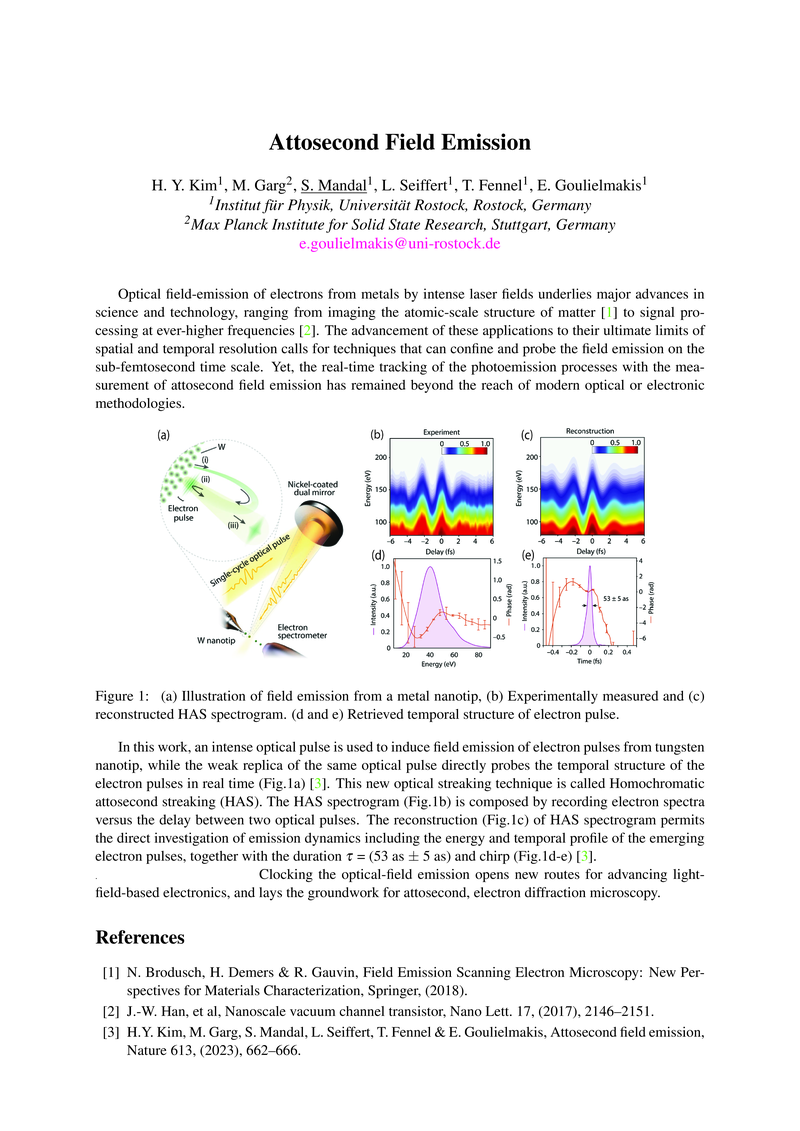 Attosecond Field Emission
H. Y. Kim1, M. Garg2, S. Mandal1, L. Seiffert1, T. Fennel1, E. Goulielmakis1
1Institut für Physik, Universität Rostock, Rostock, Germany
2Max Planck Institute for Solid State Research, Stuttgart, Germany
e.goulielmakis@uni-rostock.de
Optical field-emission of electrons from metals by intense laser fields underlies major advances in
science and technology, ranging from imaging the atomic-scale structure of matter [1] to signal pro-
cessing at ever-higher frequencies [2]. The advancement of these applications to their ultimate limits of
spatial and temporal resolution calls for techniques that can confine and probe the field emission on the
sub-femtosecond time scale. Yet, the real-time tracking of the photoemission processes with the mea-
surement of attosecond field emission has remained beyond the reach of modern optical or electronic
methodologies.
(a)
W
(i)
(ii)
Electron
pulse
(iii)
Nickel-coated
dual mirror
Single-cycle optical pulse
W nanotip
Electron
spectrometer
(b)
Experiment
0 0.5 1.0
200
150
100
Energy (eV)
−6 −4 −2 0 2 4 6
Delay (fs)
(c)
Reconstruction
0 0.5 1.0
200
150
100
Energy (eV)
−6 −4 −2 0 2 4 6
Delay (fs)
(d)
1.0
0.8
0.6
0.4
0.2
0
Intensity (a.u.)
1.5
1.0
0.5
0
−0.5
Phase (rad)
20 40 60 80
Energy (eV)
(e)
1.0
0.8
0.6
0.4
0.2
0
Intensity (a.u.)
53 ± 5 as
4
2
0
−2
−4
−6
Phase (rad)
−0.4 −0.2 0 0.2 0.4
Time (fs)
Figure 1: (a) Illustration of field emission from a metal nanotip, (b) Experimentally measured and (c)
reconstructed HAS spectrogram. (d and e) Retrieved temporal structure of electron pulse.
In this work, an intense optical pulse is used to induce field emission of electron pulses from tungsten
nanotip, while the weak replica of the same optical pulse directly probes the temporal structure of the
electron pulses in real time (Fig.1a) [3]. This new optical streaking technique is called Homochromatic
attosecond streaking (HAS). The HAS spectrogram (Fig.1b) is composed by recording electron spectra
versus the delay between two optical pulses. The reconstruction (Fig.1c) of HAS spectrogram permits
the direct investigation of emission dynamics including the energy and temporal profile of the emerging
electron pulses, together with the duration τ = (53 as ± 5 as) and chirp (Fig.1d-e) [3].
. Clocking the optical-field emission opens new routes for advancing light-
field-based electronics, and lays the groundwork for attosecond, electron diffraction microscopy.
References
[1] N. Brodusch, H. Demers & R. Gauvin, Field Emission Scanning Electron Microscopy: New Per-
spectives for Materials Characterization, Springer, (2018).
[2] J.-W. Han, et al, Nanoscale vacuum channel transistor, Nano Lett. 17, (2017), 2146–2151.
[3] H.Y. Kim, M. Garg, S. Mandal, L. Seiffert, T. Fennel & E. Goulielmakis, Attosecond field emission,
Nature 613, (2023), 662–666.